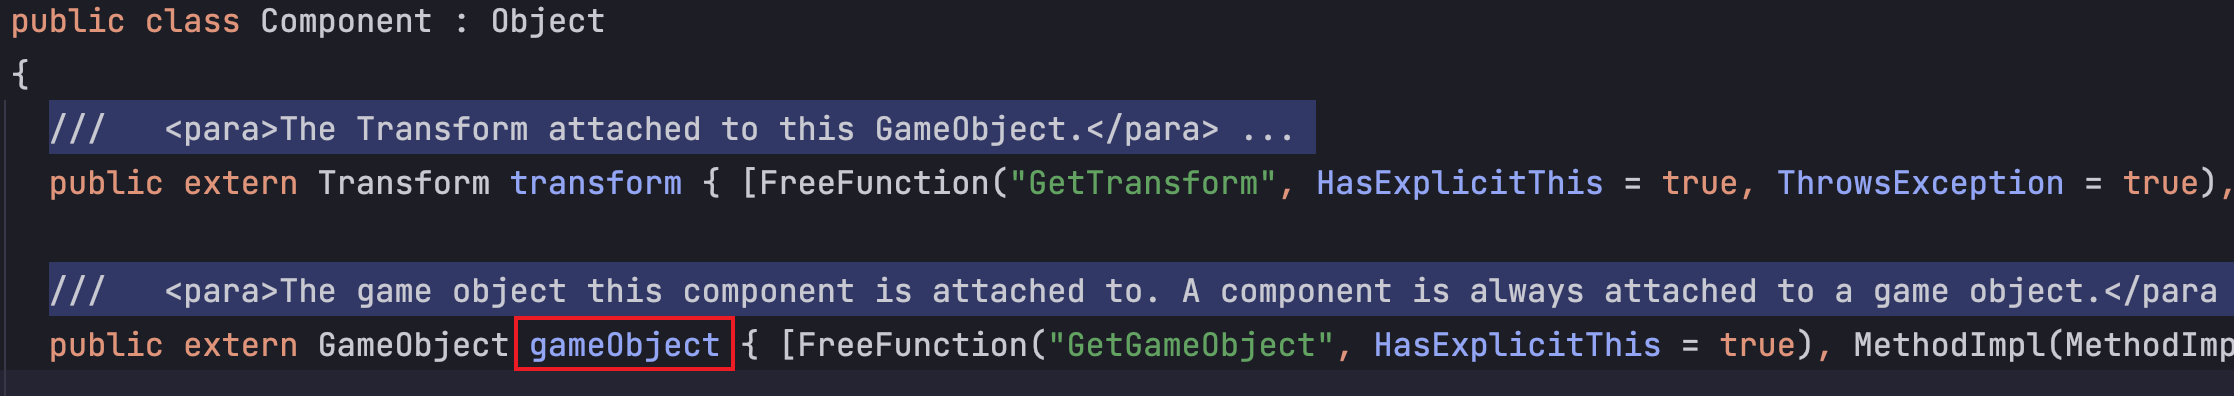 public class Component : Object
{
/// <para>The Transform attached to this GameObject.</para> ...
public extern Transform transform { [FreeFunction("GetTransform", HasExplicitThis = true, ThrowsException = true),
/// <para>The game object this component is attached to. A component is always attached to a game object.</para
public extern GameObject gameObject { [FreeFunction("GetGameObject", HasExplicitThis = true), MethodImpl(MethodImp